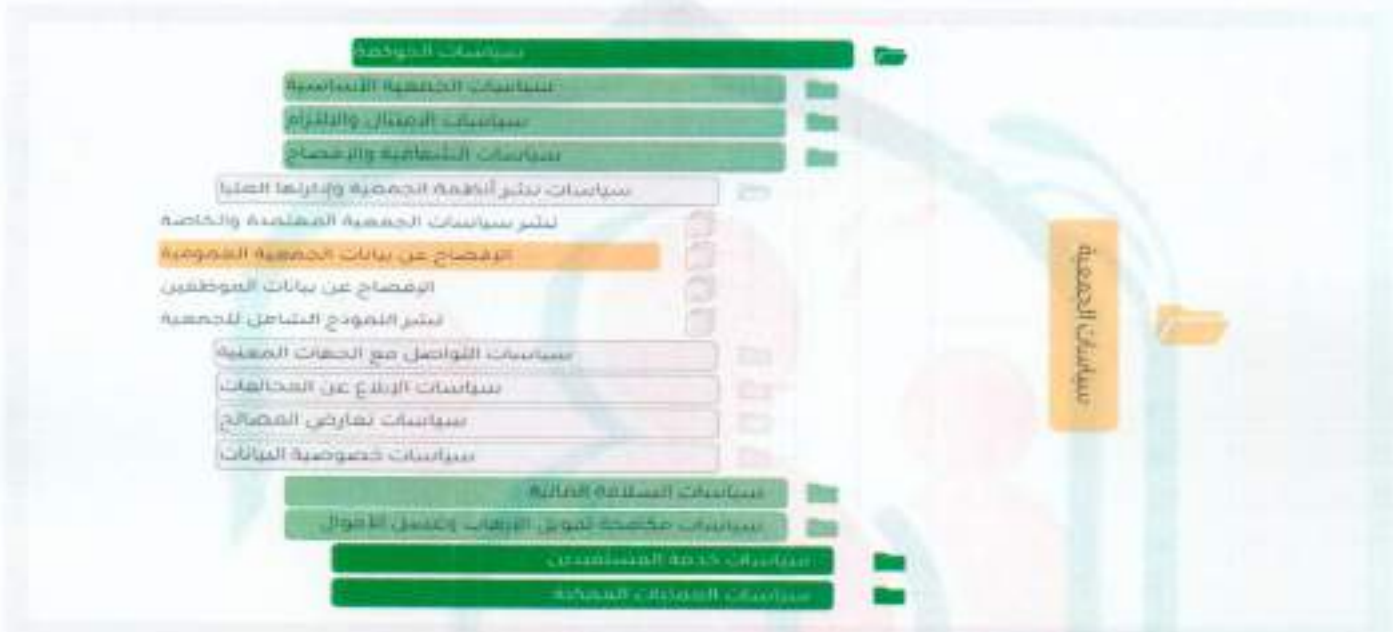 سياسات الحوكمة
سياسات الجمعية الأساسية
سياسات الامتثال والالتزام
سياسات الشفافية والإفصاح
سياسات نشر أنظمة الجمعية وإدارتها العليا
نشر سياسات الجمعية المعتمدة والخاصة
الإفصاح عن بيانات الجمعية العمومية
الإفصاح عن بيانات الموظفين
نشر النموذج الشامل للجمعية
سياسات التواصل مع الجهات المعنية
سياسات الإبلاغ عن المخالفات
سياسات تعارض المصالح
سياسات خصوصية البيانات
سياسات السلامة المالية
سياسات مكافحة تمويل الإرهاب وغسل الأموال
سياسات خدمة المستفيدين
سياسات العمليات الممكنة
سياسات الجمعية